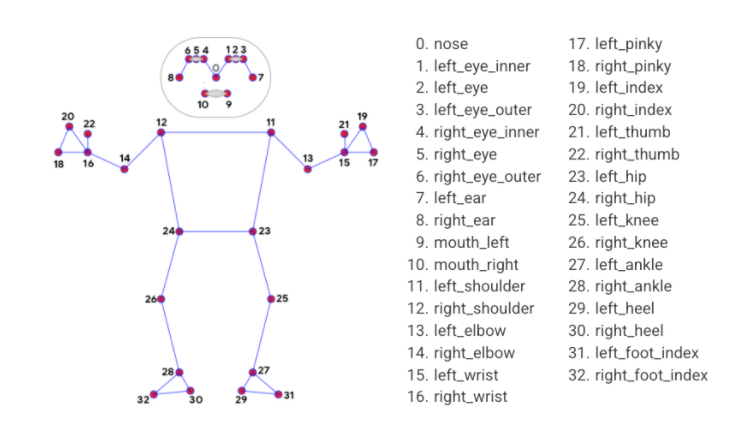 6 5 4 1 2 3
0
8 7
10 9
20 19
22 21
12 11
18 16 14 13 15 17
24 23
26 25
28 27
32 30 29 31
0. nose
1. left_eye_inner
2. left_eye
3. left_eye_outer
4. right_eye_inner
5. right_eye
6. right_eye_outer
7. left_ear
8. right_ear
9. mouth_left
10. mouth_right
11. left_shoulder
12. right_shoulder
13. left_elbow
14. right_elbow
15. left_wrist
16. right_wrist
17. left_pinky
18. right_pinky
19. left_index
20. right_index
21. left_thumb
22. right_thumb
23. left_hip
24. right_hip
25. left_knee
26. right_knee
27. left_ankle
28. right_ankle
29. left_heel
30. right_heel
31. left_foot_index
32. right_foot_index